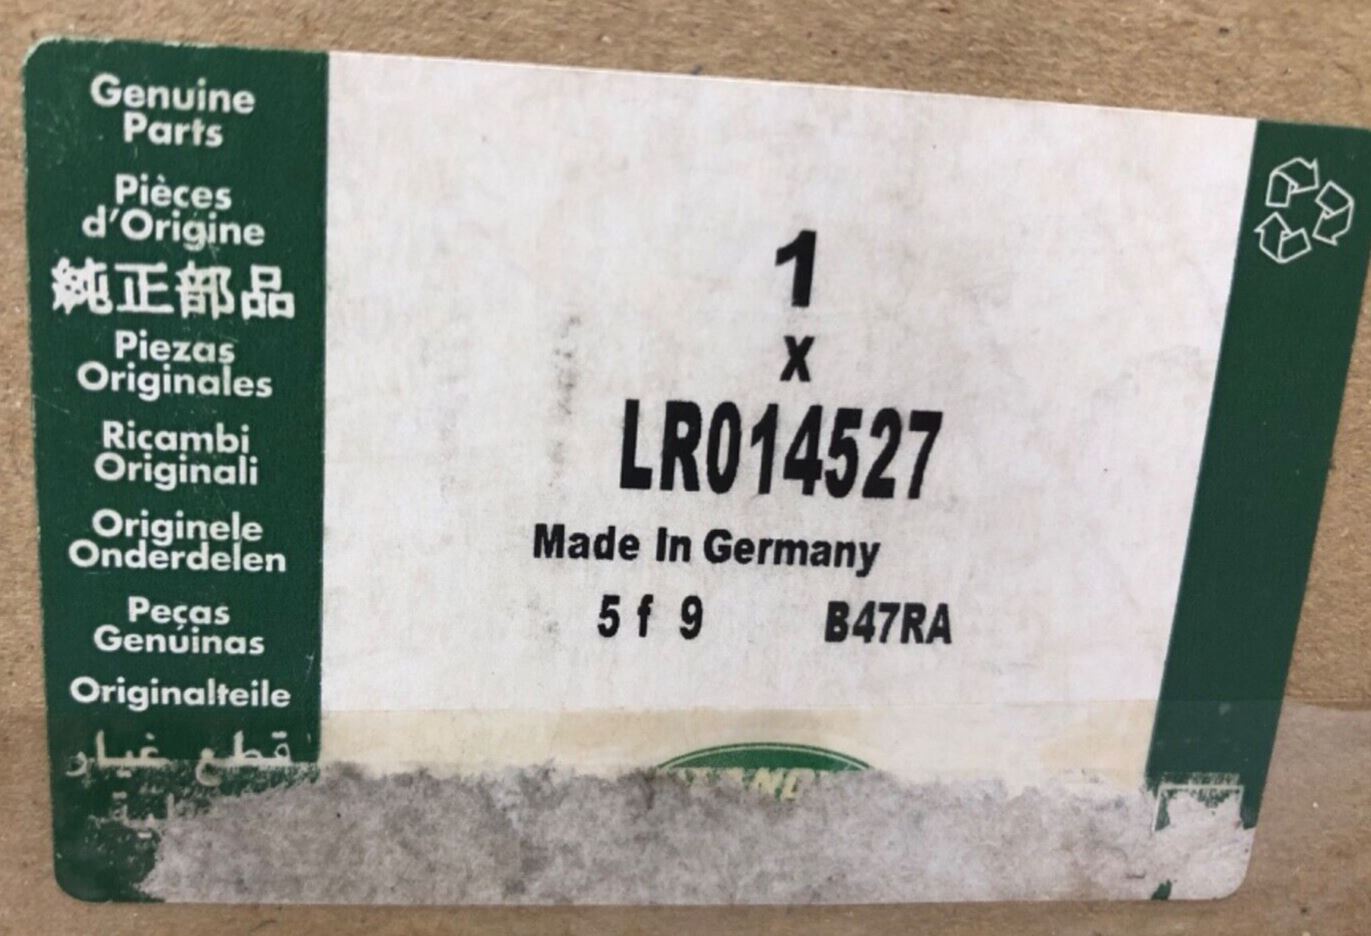 Genuine
Parts
Pièces
d'Origine
純正部品
Piezas
Originales
Ricambi
Originali
Originele
Onderdelen
Peças
Genúinas
Originalteile
قطع غيار
1
x
LR014527
Made In Germany
5 f 9 B47RA